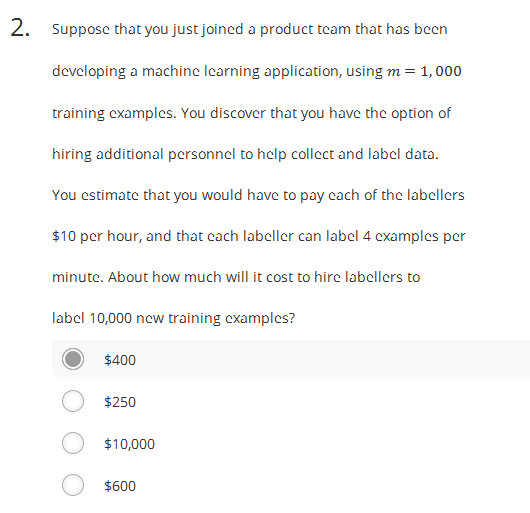 2. Suppose that you just joined a product team that has been
developing a machine learning application, using m = 1,000
training examples. You discover that you have the option of
hiring additional personnel to help collect and label data.
You estimate that you would have to pay each of the labellers
$10 per hour, and that each labeller can label 4 examples per
minute. About how much will it cost to hire labellers to
label 10,000 new training examples?
$400
$250
$10,000
$600